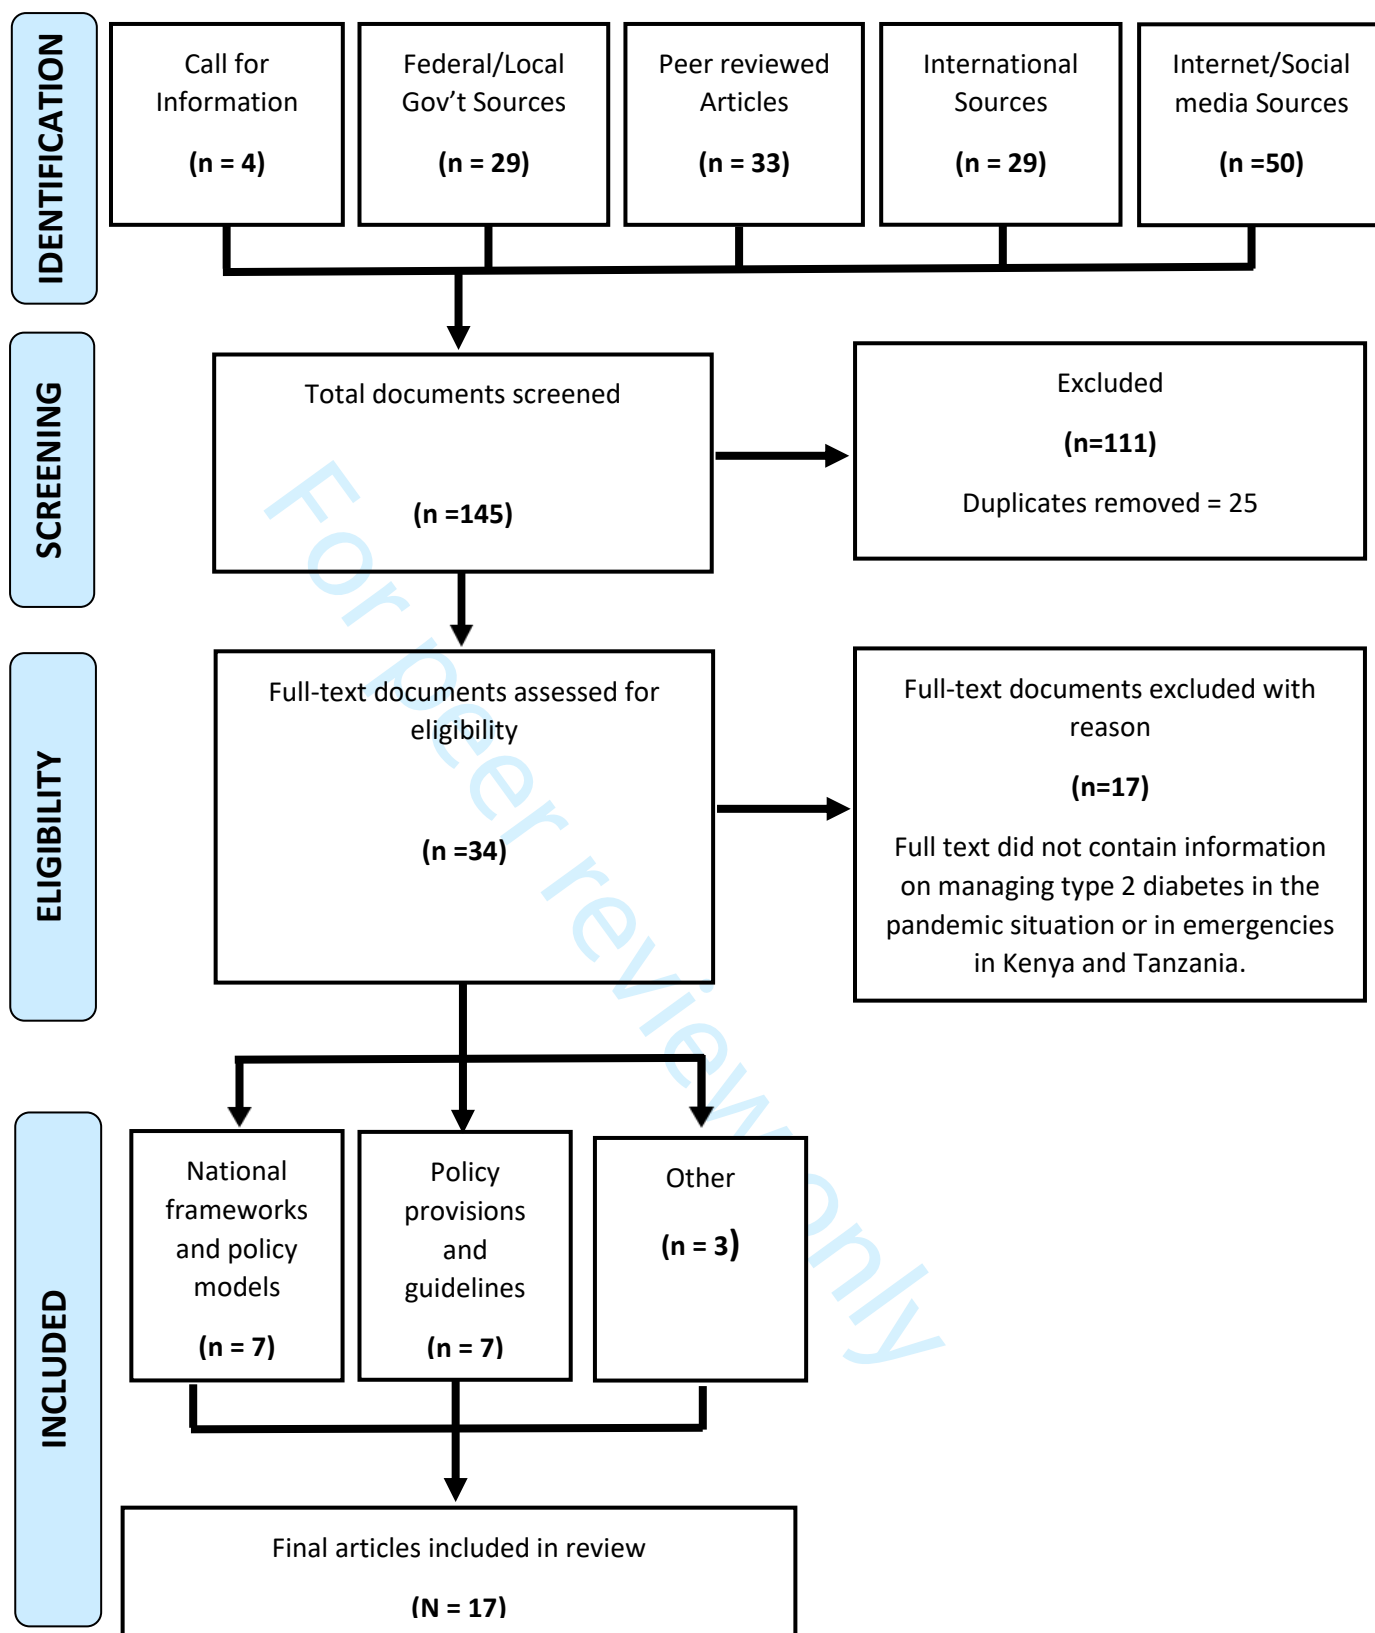 IDENTIFICATION
Call for
Information
(n = 4)
Federal/Local
Gov’t Sources
(n = 29)
Peer reviewed
Articles
(n = 33)
International
Sources
(n = 29)
Internet/Social
media Sources
(n =50)
SCREENING
Total documents screened
(n =145)
Excluded
(n=111)
Duplicates removed = 25
ELIGIBILITY
Full-text documents assessed for
eligibility
(n =34)
Full-text documents excluded with
reason
(n=17)
Full text did not contain information
on managing type 2 diabetes in the
pandemic situation or in emergencies
in Kenya and Tanzania.
INCLUDED
National
frameworks
and policy
models
(n = 7)
Policy
provisions
and
guidelines
(n = 7)
Other
(n = 3)
Final articles included in review
(N = 17)
For peer review only